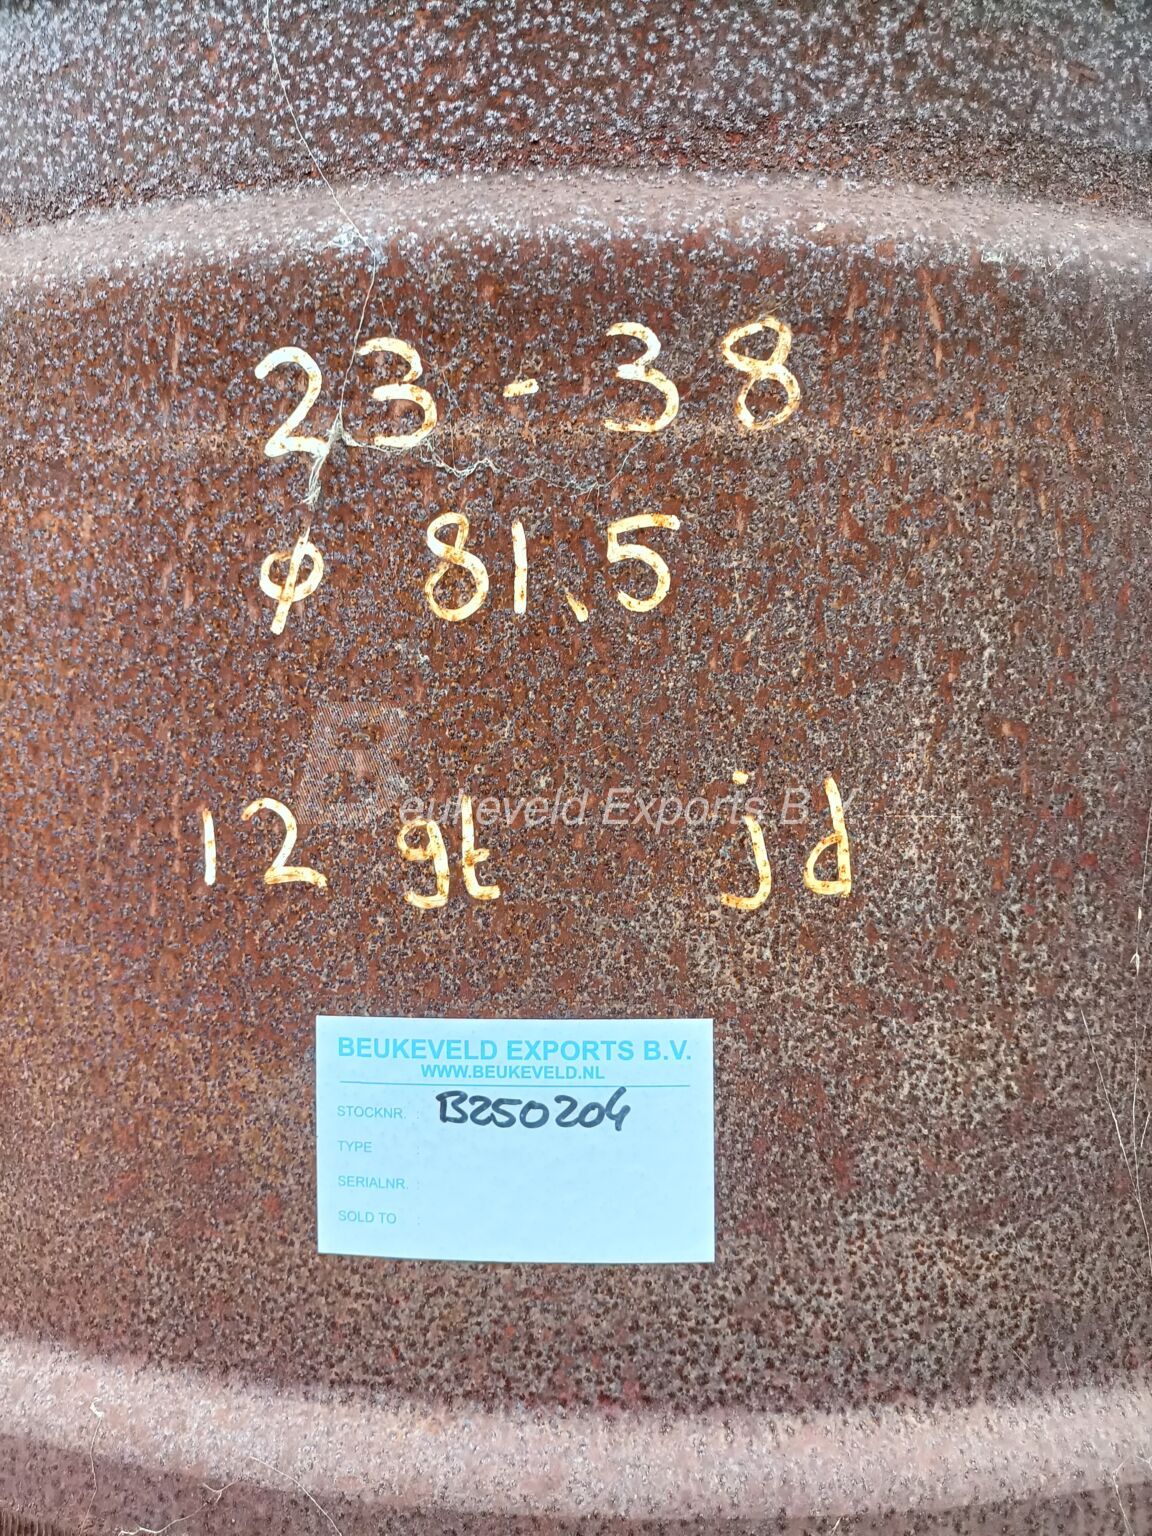 23 - 38
φ 81,5
eukeveld Exports B.V.
12 gt jd
BEUKEVELD EXPORTS B.V.
WWW.BEUKEVELD.NL
STOCKNR. : B250204
TYPE
SERIALNR. :
SOLD TO :